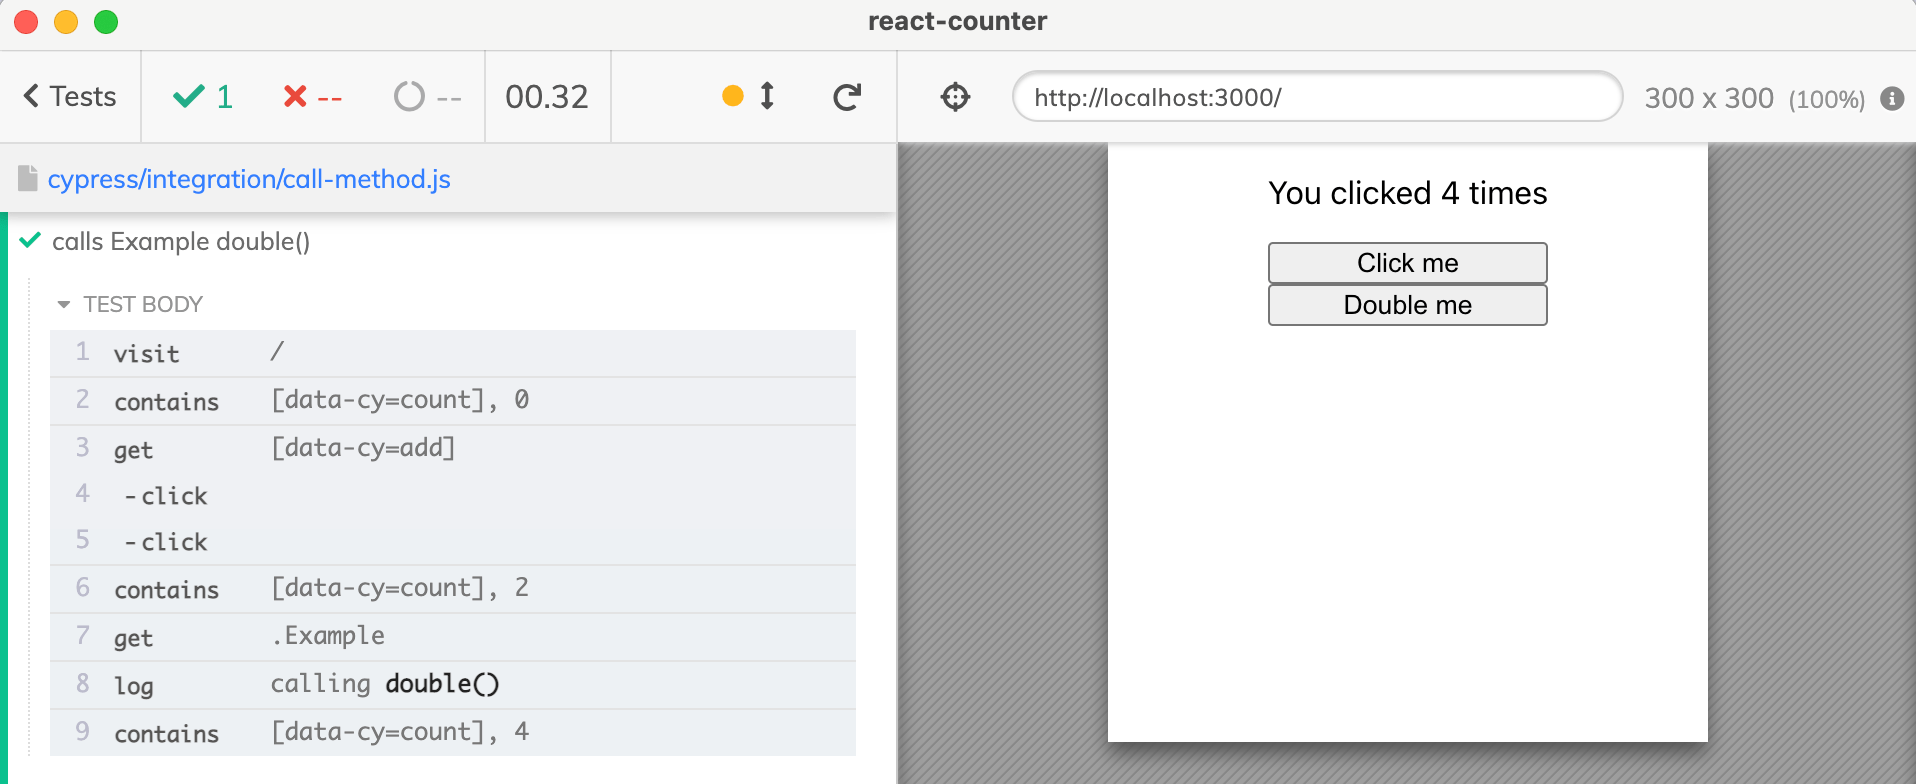 react-counter
Tests 1 -- -- 00.32
http://localhost:3000/ 300 x 300 (100%)
cypress/integration/call-method.js
calls Example double()
TEST BODY
1 visit /
2 contains [data-cy=count], 0
3 get [data-cy=add]
4 -click
5 -click
6 contains [data-cy=count], 2
7 get .Example
8 log calling double()
9 contains [data-cy=count], 4
You clicked 4 times
Click me
Double me